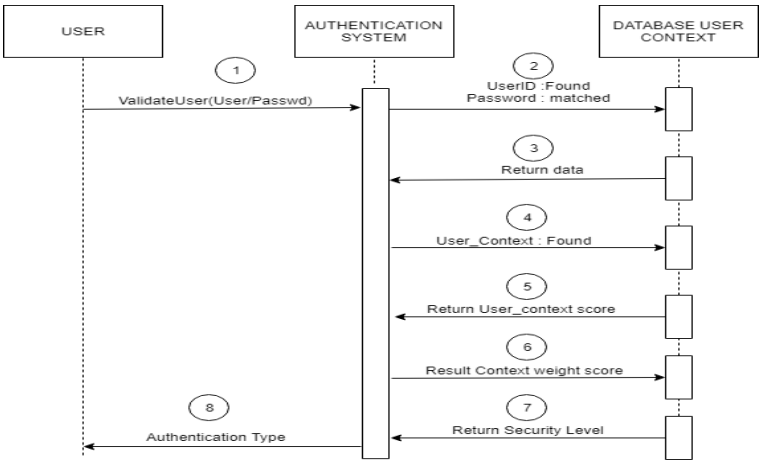 USER
AUTHENTICATION
SYSTEM
DATABASE USER
CONTEXT
1
ValidateUser(User/Passwd)
2
UserID :Found
Password : matched
3
Return data
4
User_Context : Found
5
Return User_context score
6
Result Context weight score
7
Return Security Level
8
Authentication Type